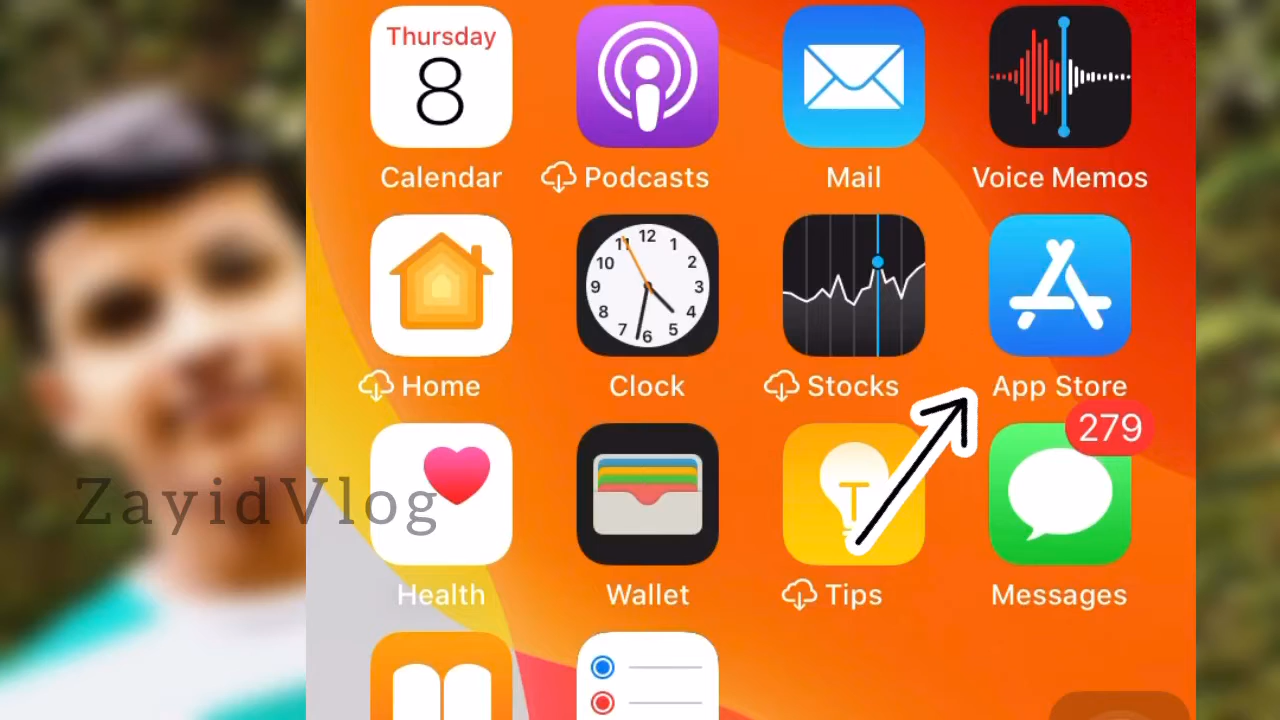 Thursday
8
Calendar
Podcasts
Mail
Voice Memos
12
11
1
10
2
9
3
8
4
7
5
6
Home
Clock
Stocks
App Store
279
ZayidVlog
Health
Wallet
Tips
Messages